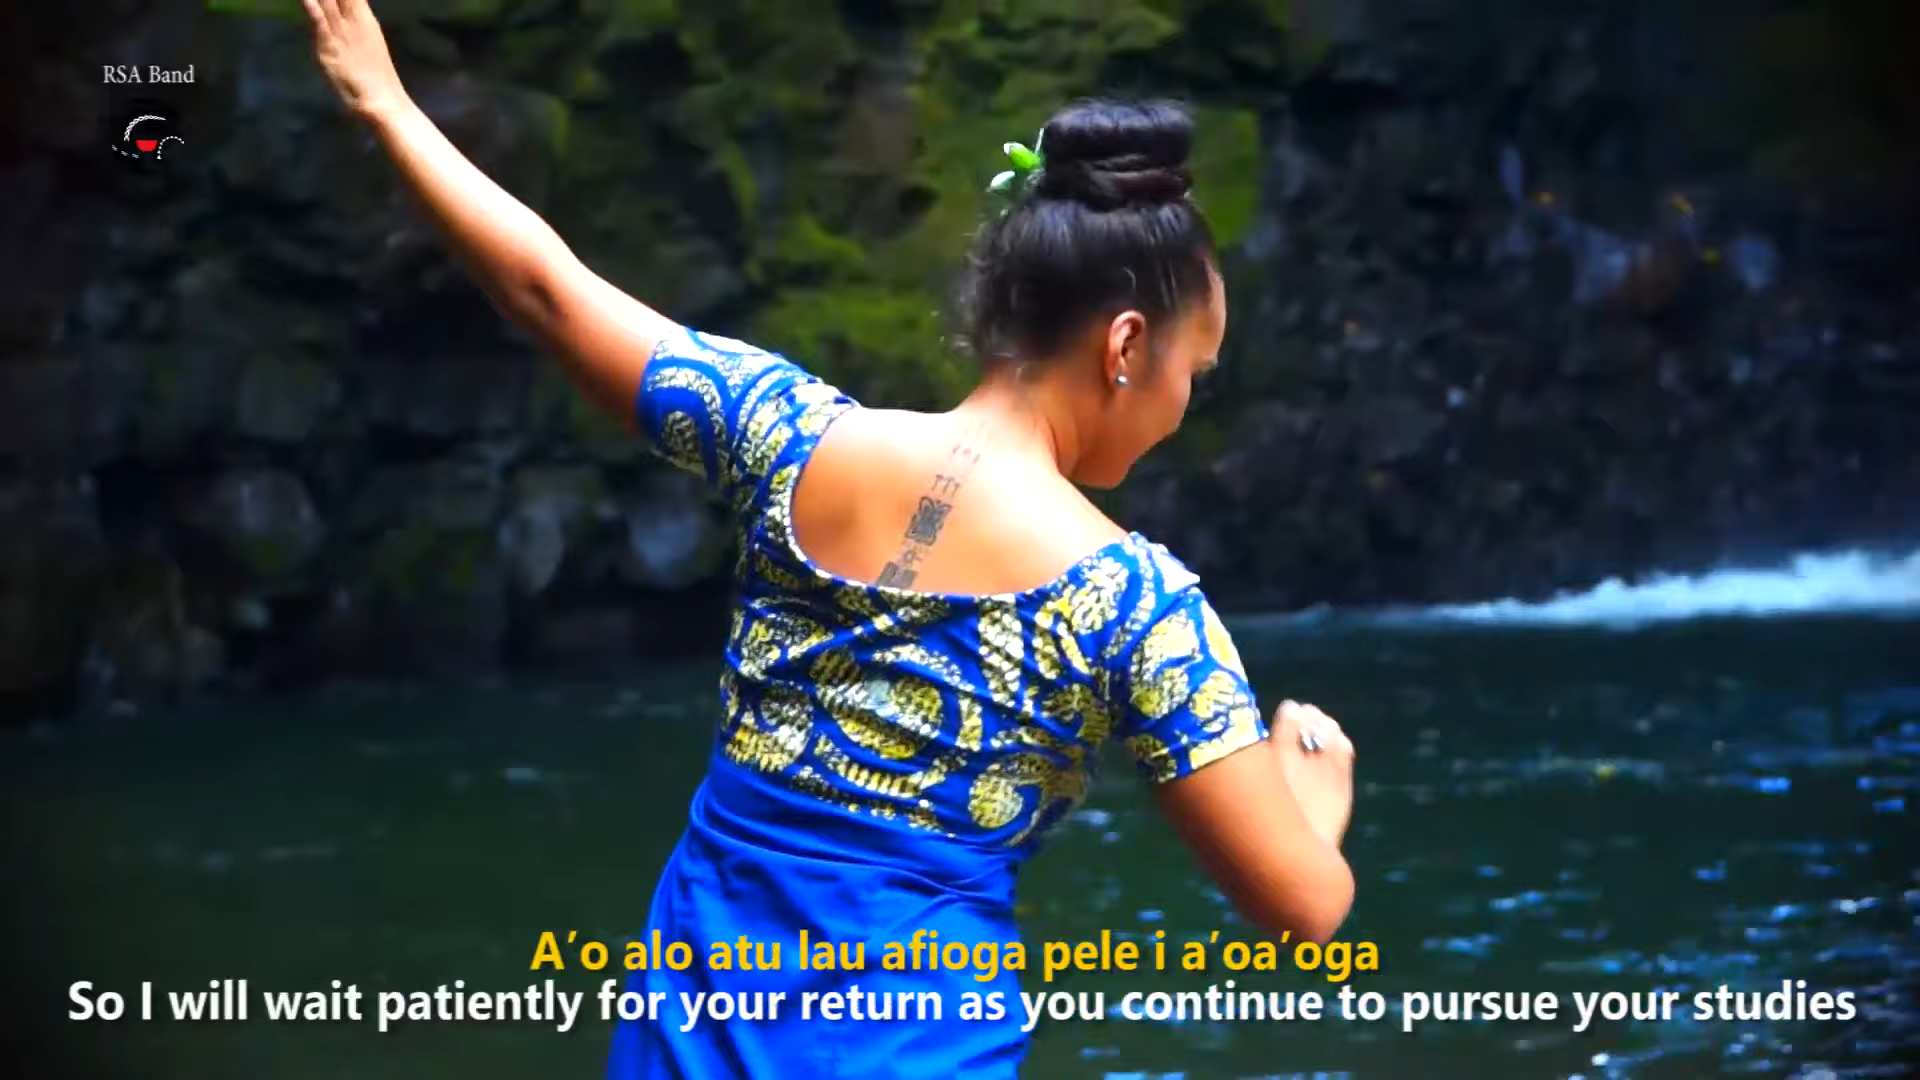 RSA Band
A’o alo atu lau afioga pele i a’oa’oga
So I will wait patiently for your return as you continue to pursue your studies